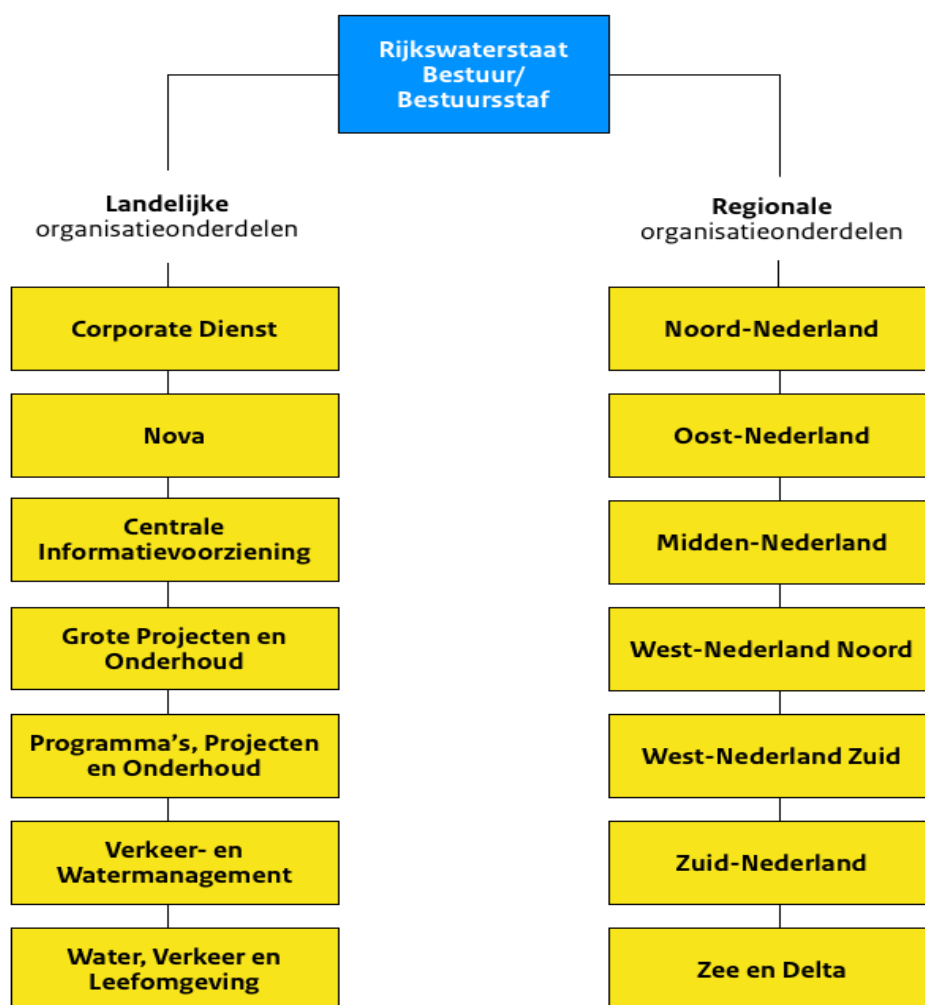 Rijkswaterstaat
Bestuur/
Bestuursstaf
Landelijke
organisatieonderdelen
Corporate Dienst
Nova
Centrale
Informatievoorziening
Grote Projecten en
Onderhoud
Programma’s, Projecten
en Onderhoud
Verkeer- en
Watermanagement
Water, Verkeer en
Leefomgeving
Regionale
organisatieonderdelen
Noord-Nederland
Oost-Nederland
Midden-Nederland
West-Nederland Noord
West-Nederland Zuid
Zuid-Nederland
Zee en Delta